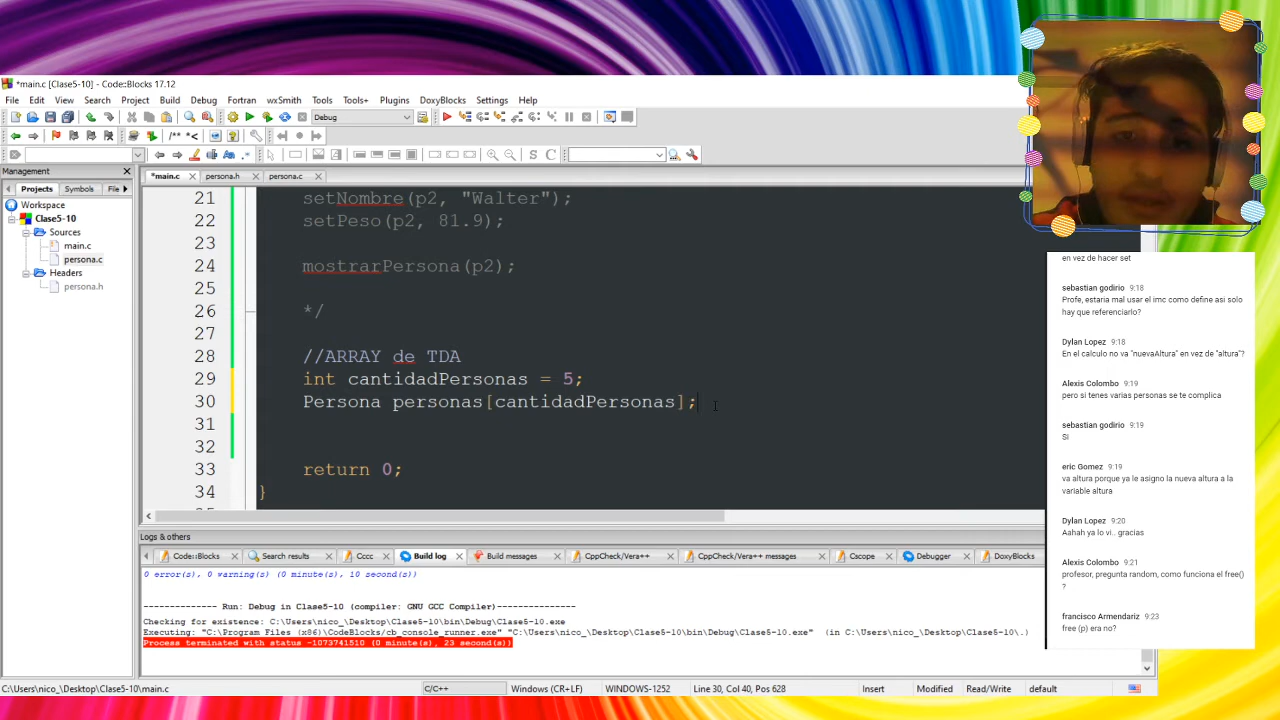 *main.c [Clase5-10] - Code::Blocks 17.12
File Edit View Search Project Build Debug Fortran wxSmith Tools Tools+ Plugins DoxyBlocks Settings Help
Debug
/** *<
Aa .*
S C
Management
*main.c persona.h persona.c
Projects Symbols File
Workspace
Clase5-10
Sources
main.c
persona.c
Headers
persona.h
21 setNombre(p2, "Walter");
22 setPeso(p2, 81.9);
23
24 mostrarPersona(p2);
25
26 */
27
28 //ARRAY de TDA
29 int cantidadPersonas = 5;
30 Persona personas[cantidadPersonas];
31
32
33 return 0;
34 }
Logs & others
Code::Blocks Search results Cccc Build log Build messages CppCheck/Vera++ CppCheck/Vera++ messages Cscope Debugger DoxyBlocks
0 error(s), 0 warning(s) (0 minute(s), 10 second(s))
-------------- Run: Debug in Clase5-10 (compiler: GNU GCC Compiler)---------------
Checking for existence: C:\Users\nico_\Desktop\Clase5-10\bin\Debug\Clase5-10.exe
Executing: "C:\Program Files (x86)\CodeBlocks/cb_console_runner.exe" "C:\Users\nico_\Desktop\Clase5-10\bin\Debug\Clase5-10.exe" (in C:\Users\nico_\Desktop\Clase5-10\.)
Process terminated with status -1073741510 (0 minute(s), 23 second(s))
C:\Users\nico_\Desktop\Clase5-10\main.c C/C++ Windows (CR+LF) WINDOWS-1252 Line 30, Col 40, Pos 628 Insert Modified Read/Write default
en vez de hacer set
sebastian godirio 9:18
Profe, estaria mal usar el imc como define asi solo
hay que referenciarlo?
Dylan Lopez 9:18
En el calculo no va "nuevaAltura" en vez de "altura"?
Alexis Colombo 9:19
pero si tenes varias personas se te complica
sebastian godirio 9:19
SI
eric Gomez 9:19
va altura porque ya le asigno la nueva altura a la
variable altura
Dylan Lopez 9:20
Aahah ya lo vi.. gracias
Alexis Colombo 9:21
profesor, pregunta random, como funciona el free()
?
francisco Armendariz 9:23
free (p) era no?